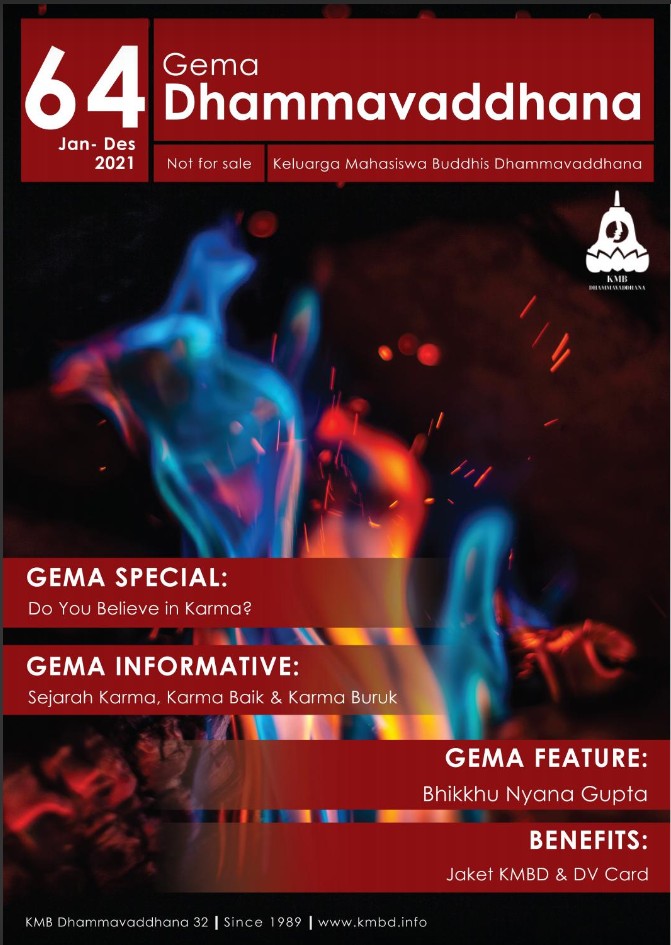 64
Jan- Des
2021
Gema
Dhammavaddhana
Not for sale
Keluarga Mahasiswa Buddhis Dhammavaddhana
KMB
DHAMMAVADDHANA
GEMA SPECIAL:
Do You Believe in Karma?
GEMA INFORMATIVE:
Sejarah Karma, Karma Baik & Karma Buruk
GEMA FEATURE:
Bhikkhu Nyana Gupta
BENEFITS:
Jaket KMBD & DV Card
KMB Dhammavaddhana 32 | Since 1989 | www.kmbd.info